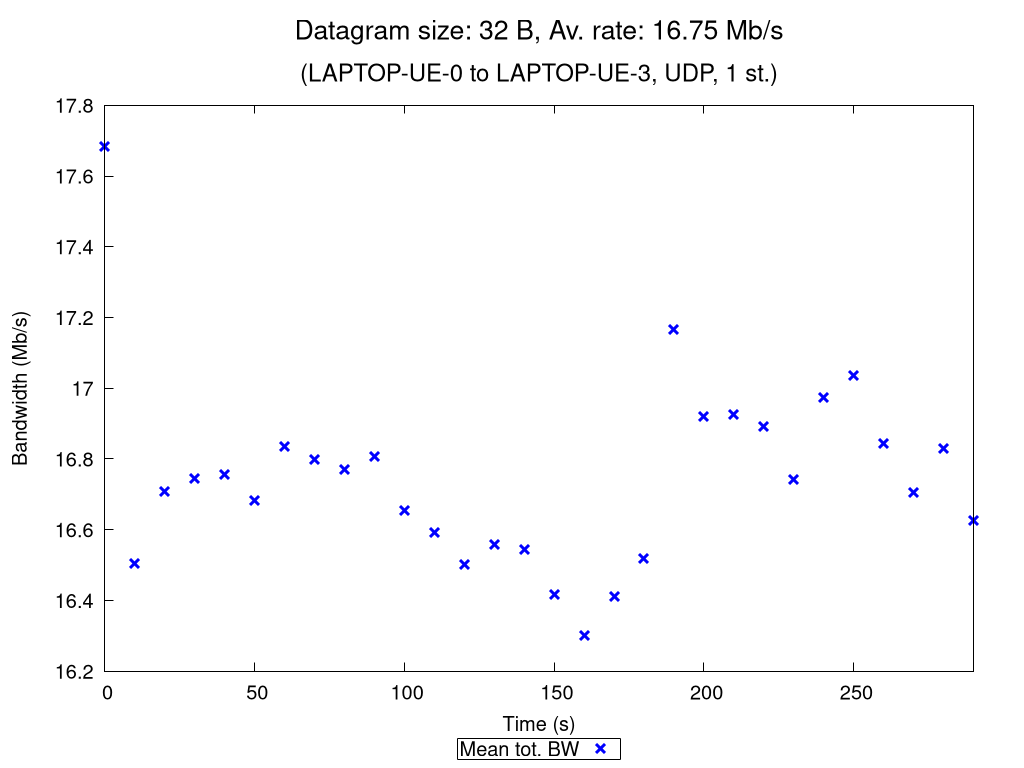 Datagram size: 32 B, Av. rate: 16.75 Mb/s
(LAPTOP-UE-0 to LAPTOP-UE-3, UDP, 1 st.)
17.8
17.6
17.4
17.2
17
16.8
16.6
16.4
16.2
Bandwidth (Mb/s)
0 50 100 150 200 250
Time (s)
Mean tot. BW